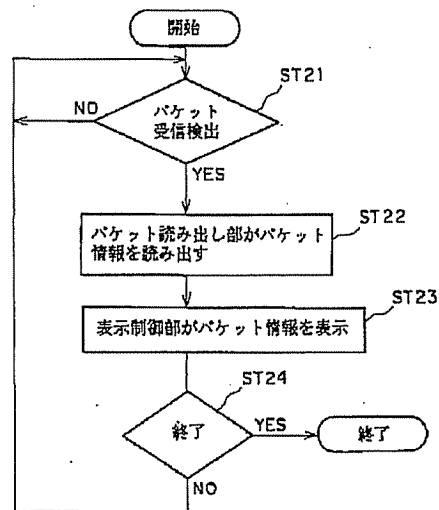 開始
ST21
NO
パケット
受信検出
YES
ST22
パケット読み出し部がパケット
情報を読み出す
ST23
表示制御部がパケット情報を表示
ST24
終了
YES
終了
NO